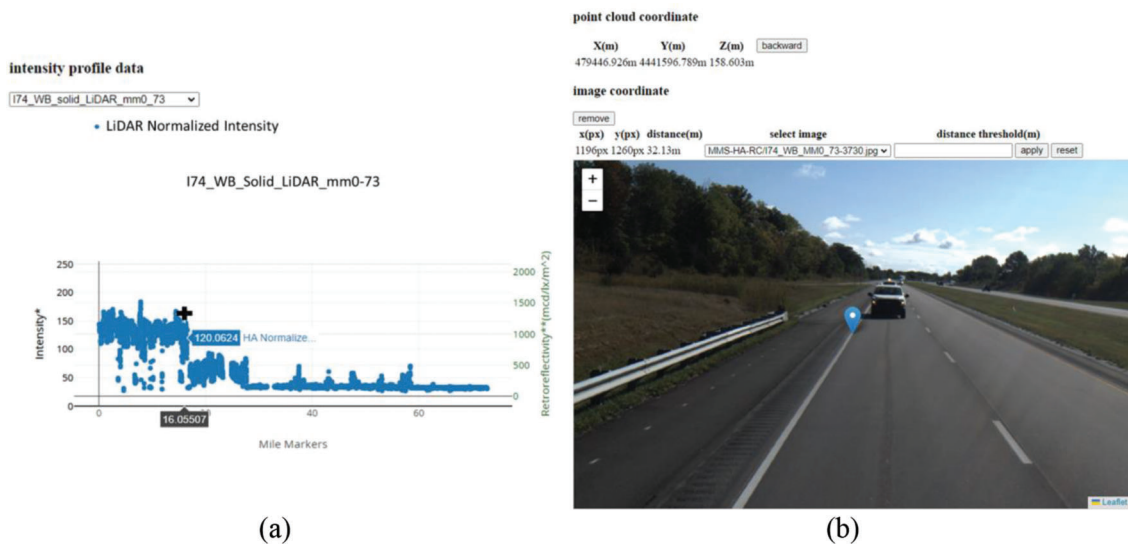 intensity profile data
I74_WB_solid_LiDAR_mm0_73
LiDAR Normalized Intensity
I74_WB_Solid_LiDAR_mm0-73
250
200
150
100
50
0
Intensity*
2000
1500
1000
500
0
Retroreflectivity**(mcd/lx/m^2)
120.0624 HA Normalize...
0
40
60
16.05507
Mile Markers
(a)
point cloud coordinate
X(m) Y(m) Z(m) backward
479446.926m 4441596.789m 158.603m
image coordinate
remove
x(px) y(px) distance(m) select image distance threshold(m)
1196px 1260px 32.13m MMS-HA-RC/I74_WB_MM0_73-3730.jpg apply reset
+
−
Leaflet
(b)